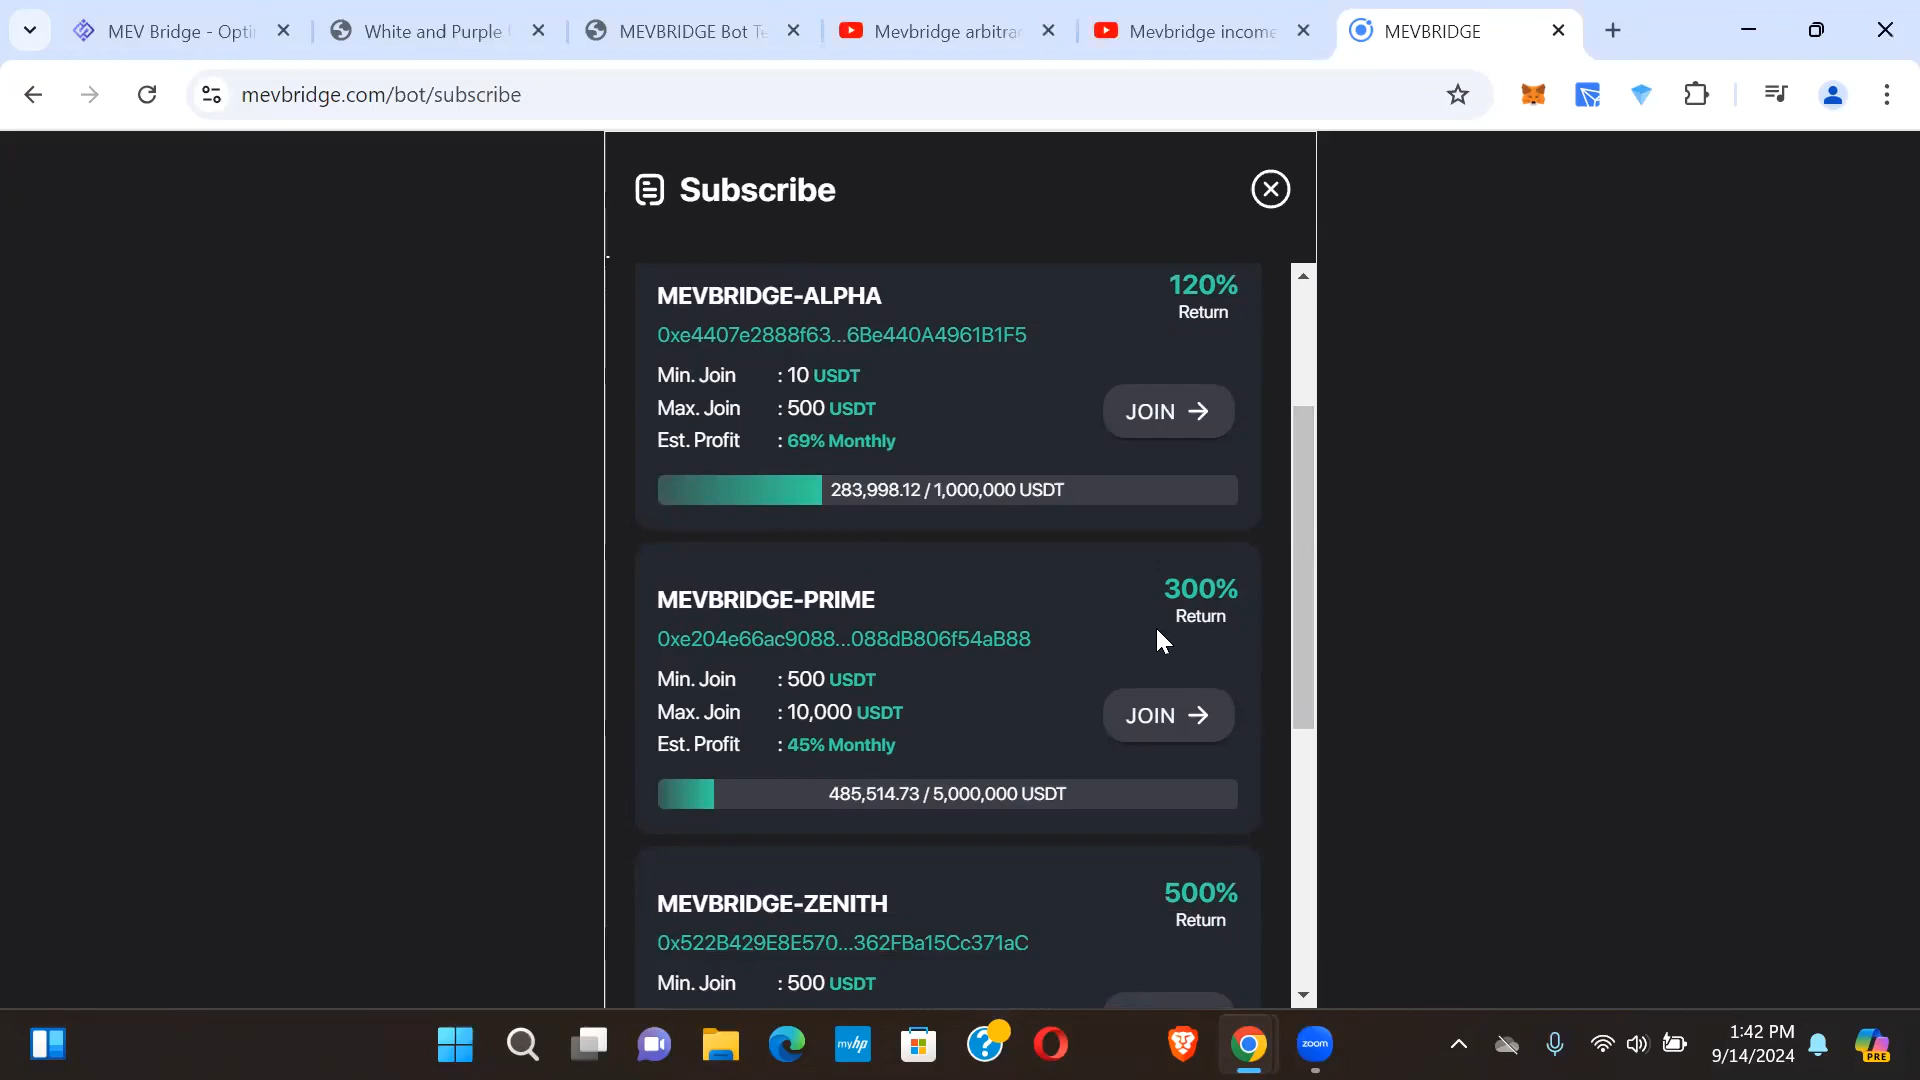 MEV Bridge - Opti
White and Purple
MEVBRIDGE Bot Te
Mevbridge arbitra
Mevbridge income
MEVBRIDGE
mevbridge.com/bot/subscribe
Subscribe
MEVBRIDGE-ALPHA
120%
Return
0xe4407e2888f63...6Be440A4961B1F5
Min. Join : 10 USDT
Max. Join : 500 USDT
JOIN →
Est. Profit : 69% Monthly
283,998.12 / 1,000,000 USDT
MEVBRIDGE-PRIME
300%
Return
0xe204e66ac9088...088dB806f54aB88
Min. Join : 500 USDT
Max. Join : 10,000 USDT
JOIN →
Est. Profit : 45% Monthly
485,514.73 / 5,000,000 USDT
MEVBRIDGE-ZENITH
500%
Return
0x522B429E8E570...362FBa15Cc371aC
Min. Join : 500 USDT
myhp
zoom
1:42 PM
9/14/2024
PRE